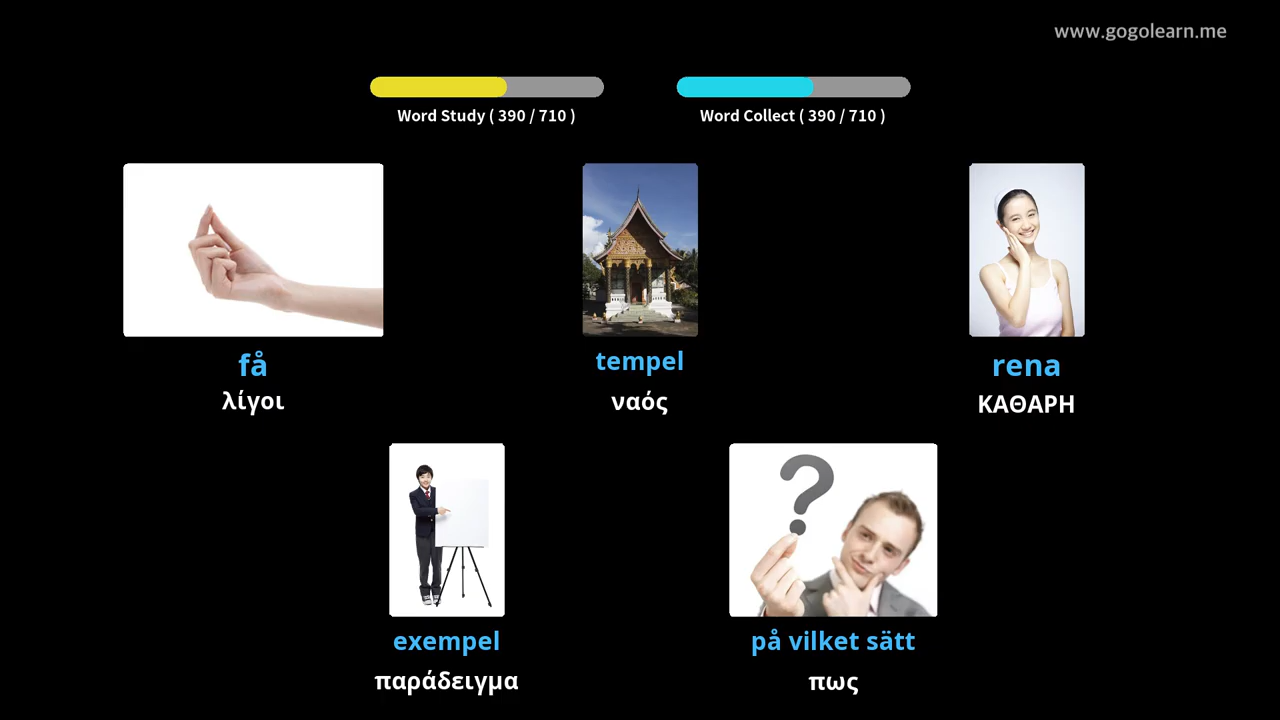 www.gogolearn.me
Word Study ( 390 / 710 )
Word Collect ( 390 / 710 )
få
λίγοι
tempel
ναός
rena
ΚΑΘΑΡΗ
exempel
παράδειγμα
på vilket sätt
πως